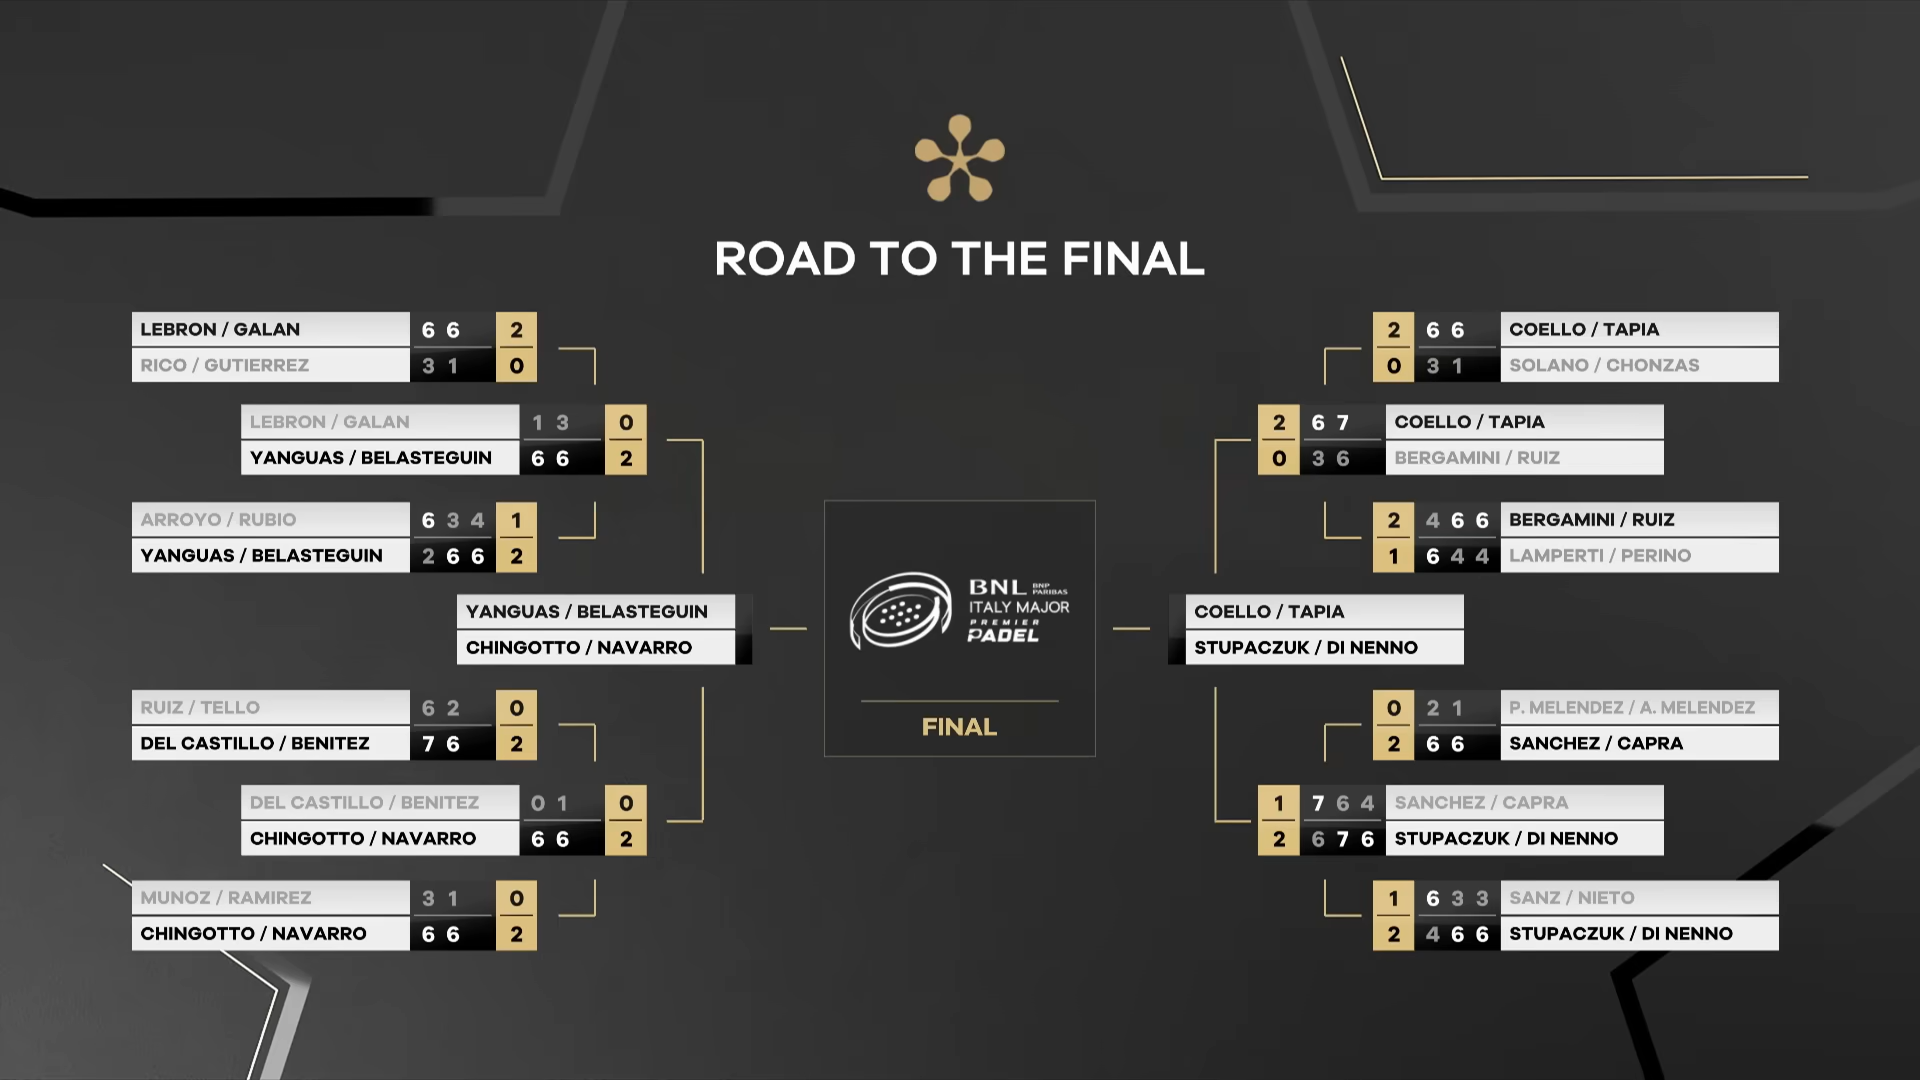 ROAD TO THE FINAL
LEBRON / GALAN 6 6 2
RICO / GUTIERREZ 3 1 0
LEBRON / GALAN 1 3 0
YANGUAS / BELASTEGUIN 6 6 2
ARROYO / RUBIO 6 3 4 1
YANGUAS / BELASTEGUIN 2 6 6 2
YANGUAS / BELASTEGUIN
CHINGOTTO / NAVARRO
RUIZ / TELLO 6 2 0
DEL CASTILLO / BENITEZ 7 6 2
DEL CASTILLO / BENITEZ 0 1 0
CHINGOTTO / NAVARRO 6 6 2
MUNOZ / RAMIREZ 3 1 0
CHINGOTTO / NAVARRO 6 6 2
BNL BNP PARIBAS
ITALY MAJOR
PREMIER
PADEL
FINAL
2 6 6 COELLO / TAPIA
0 3 1 SOLANO / CHONZAS
2 6 7 COELLO / TAPIA
0 3 6 BERGAMINI / RUIZ
2 4 6 6 BERGAMINI / RUIZ
1 6 4 4 LAMPERTI / PERINO
COELLO / TAPIA
STUPACZUK / DI NENNO
0 2 1 P. MELENDEZ / A. MELENDEZ
2 6 6 SANCHEZ / CAPRA
1 7 6 4 SANCHEZ / CAPRA
2 6 7 6 STUPACZUK / DI NENNO
1 6 3 3 SANZ / NIETO
2 4 6 6 STUPACZUK / DI NENNO